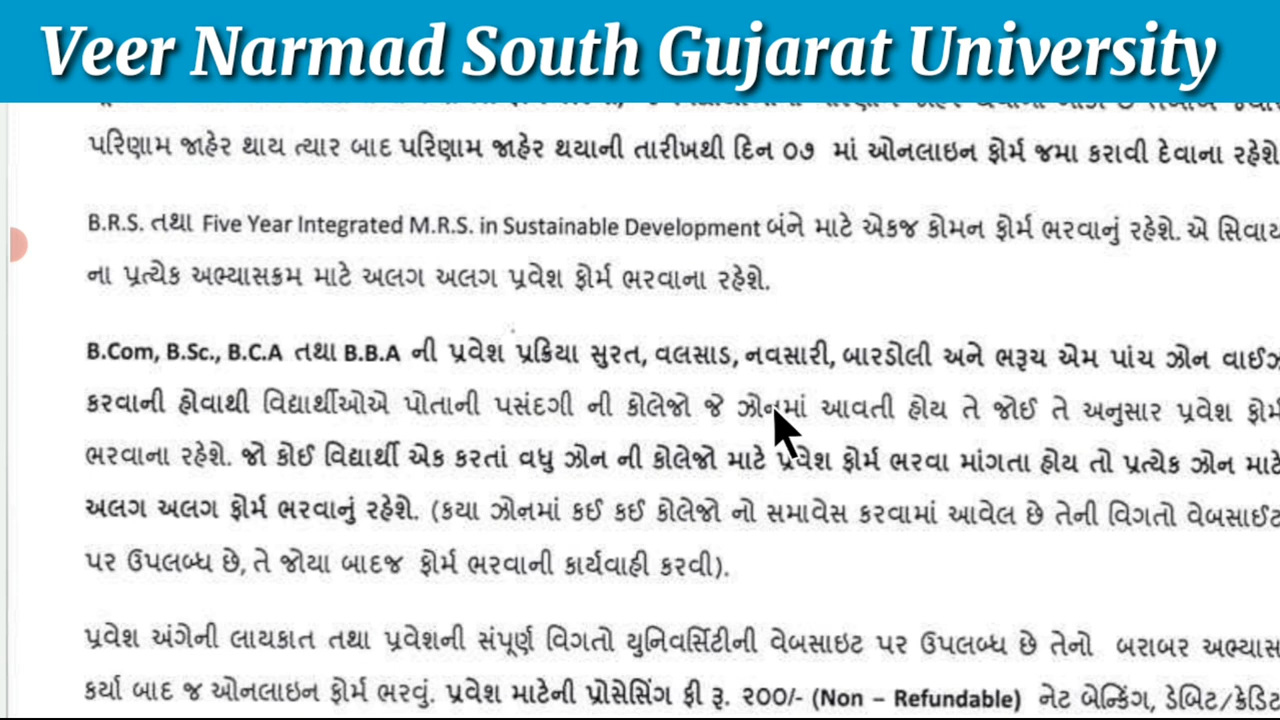 Veer Narmad South Gujarat University
પરિણામ જાહેર થાય ત્યાર બાદ પરિણામ જાહેર થયાની તારીખથી દિન ૦૭ માં ઓનલાઇન ફોર્મ જમા કરાવી દેવાના રહેશે
B.R.S. તથા Five Year Integrated M.R.S. in Sustainable Development બંને માટે એકજ કોમન ફોર્મ ભરવાનું રહેશે. એ સિવાય
ના પ્રત્યેક અભ્યાસક્રમ માટે અલગ અલગ પ્રવેશ ફોર્મ ભરવાના રહેશે.
B.Com, B.Sc., B.C.A તથા B.B.A ની પ્રવેશ પ્રક્રિયા સુરત, વલસાડ, નવસારી, બારડોલી અને ભરૂચ એમ પાંચ ઝોન
કરવાની હોવાથી વિદ્યાર્થીઓએ પોતાની પસંદગી ની કોલેજો જે ઝોનમાં આવતી હોય તે જોઈ તે અનુસાર પ્રવેશ ફોર્મ
ભરવાના રહેશે. જો કોઈ વિદ્યાર્થી એક કરતાં વધુ ઝોન ની કોલેજો માટે પ્રવેશ ફોર્મ ભરવા માંગતા હોય તો પ્રત્યેક ઝોન માટે
અલગ અલગ ફોર્મ ભરવાનું રહેશે. (કયા ઝોનમાં કઈ કઈ કોલેજો નો સમાવેસ કરવામાં આવેલ છે તેની વિગતો વેબસાઈટ
પર ઉપલબ્ધ છે, તે જોયા બાદજ ફોર્મ ભરવાની કાર્યવાહી કરવી).
પ્રવેશ અંગેની લાયકાત તથા પ્રવેશની સંપૂર્ણ વિગતો યુનિવર્સિટીની વેબસાઇટ પર ઉપલબ્ધ છે તેનો બરાબર અભ્યાસ
કર્યા બાદ જ ઓનલાઇન ફોર્મ ભરવું. પ્રવેશ માટેની પ્રોસેસિંગ ફી રૂ. ૨૦૦/- (Non – Refundable) નેટ બેન્કિંગ, ડેબિટ/ક્રેડિટ